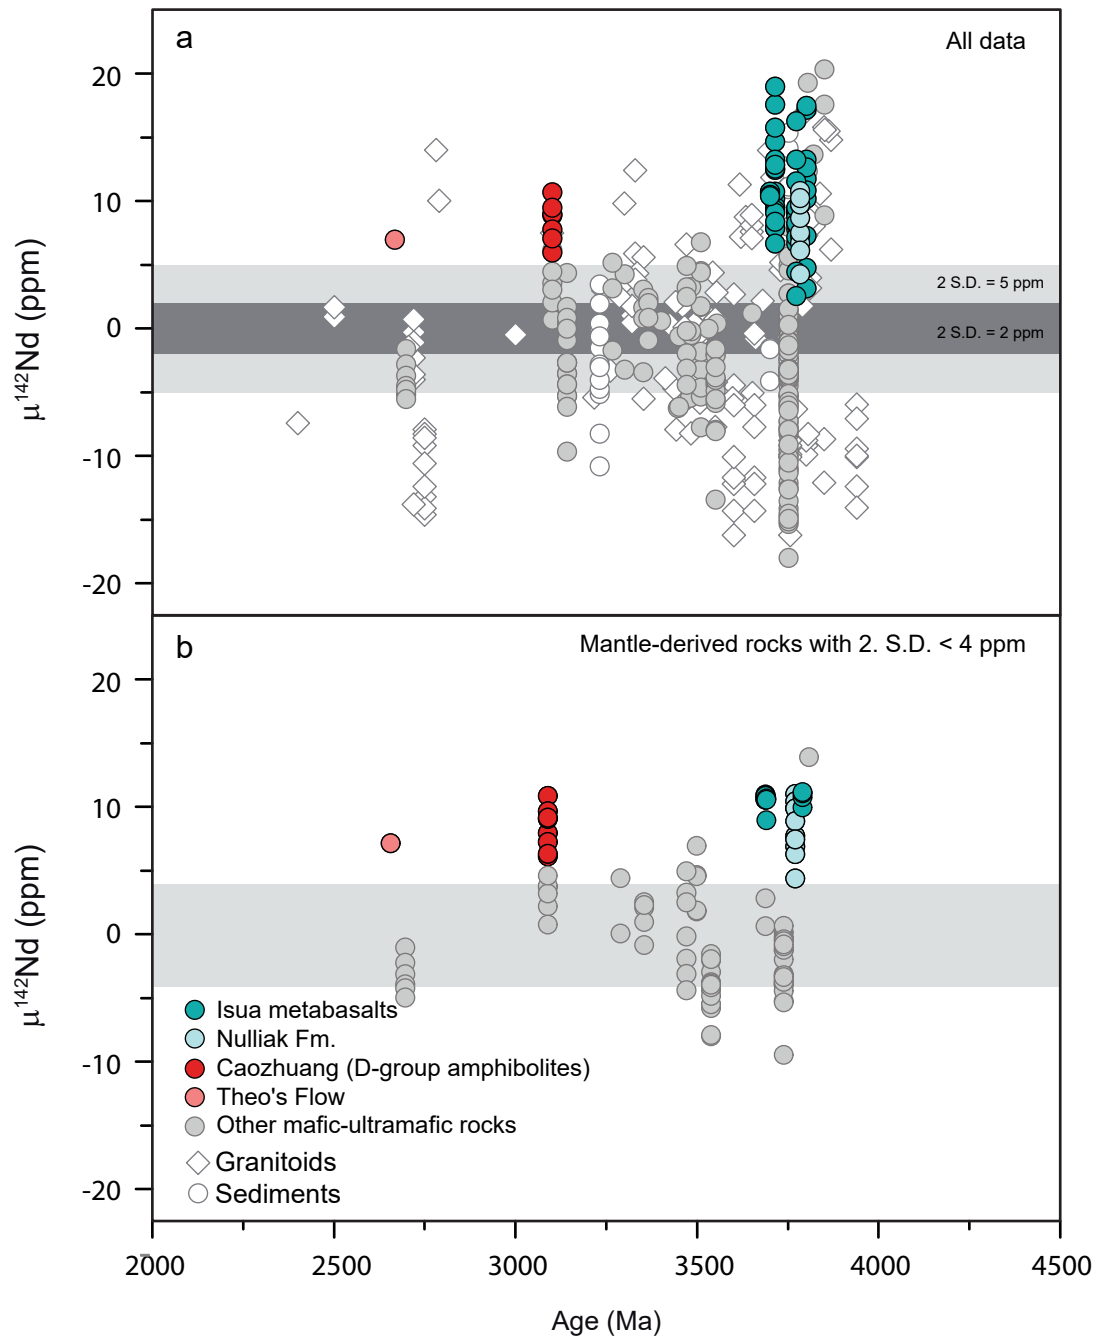 a
All data
20
10
0
-10
-20
μ¹⁴²Nd (ppm)
2 S.D. = 5 ppm
2 S.D. = 2 ppm
b
Mantle-derived rocks with 2. S.D. < 4 ppm
20
10
0
-10
-20
μ¹⁴²Nd (ppm)
Isua metabasalts
Nulliak Fm.
Caozhuang (D-group amphibolites)
Theo's Flow
Other mafic-ultramafic rocks
Granitoids
Sediments
2000 2500 3000 3500 4000 4500
Age (Ma)